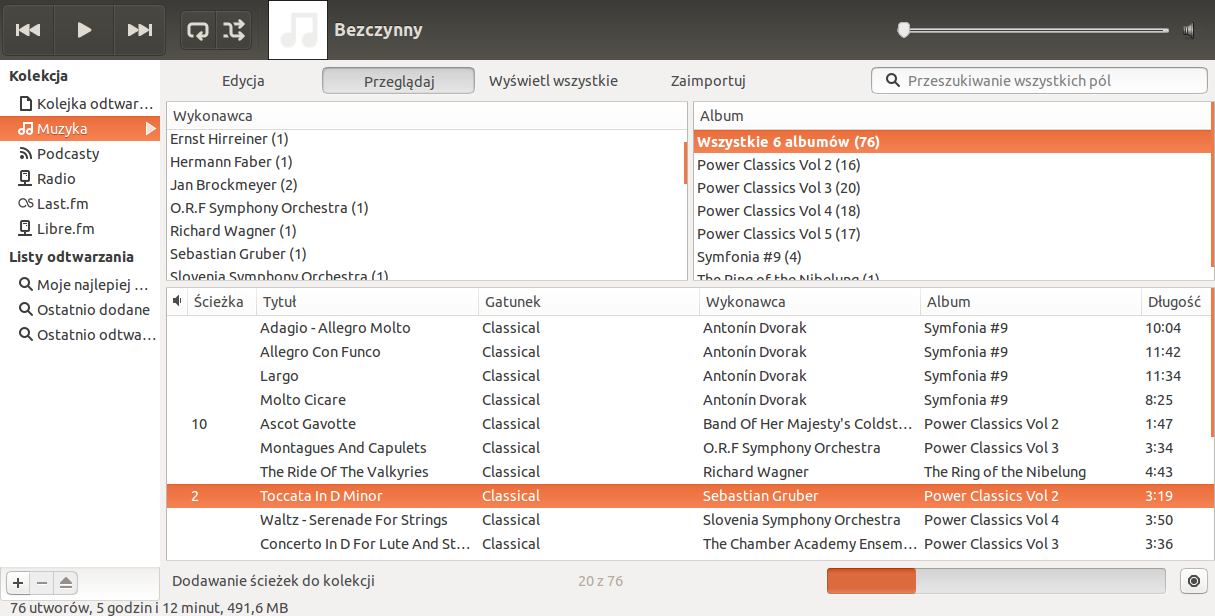 Bezczynny
Kolekcja
Kolejka odtwar...
Muzyka
Podcasty
Radio
Last.fm
Libre.fm
Listy odtwarzania
Moje najlepiej ...
Ostatnio dodane
Ostatnio odtwa...
Edycja Przeglądaj Wyświetl wszystkie Zaimportuj Przeszukiwanie wszystkich pól
Wykonawca
Ernst Hirreiner (1)
Hermann Faber (1)
Jan Brockmeyer (2)
O.R.F Symphony Orchestra (1)
Richard Wagner (1)
Sebastian Gruber (1)
Slovenia Symphony Orchestra (1)
Album
Wszystkie 6 albumów (76)
Power Classics Vol 2 (16)
Power Classics Vol 3 (20)
Power Classics Vol 4 (18)
Power Classics Vol 5 (17)
Symfonia #9 (4)
The Ring of the Nibelung (1)
Ścieżka Tytuł Gatunek Wykonawca Album Długość
Adagio - Allegro Molto Classical Antonín Dvorak Symfonia #9 10:04
Allegro Con Funco Classical Antonín Dvorak Symfonia #9 11:42
Largo Classical Antonín Dvorak Symfonia #9 11:34
Molto Cicare Classical Antonín Dvorak Symfonia #9 8:25
10 Ascot Gavotte Classical Band Of Her Majesty's Coldst... Power Classics Vol 2 1:47
Montagues And Capulets Classical O.R.F Symphony Orchestra Power Classics Vol 3 3:34
The Ride Of The Valkyries Classical Richard Wagner The Ring of the Nibelung 4:43
2 Toccata In D Minor Classical Sebastian Gruber Power Classics Vol 2 3:19
Waltz - Serenade For Strings Classical Slovenia Symphony Orchestra Power Classics Vol 4 3:50
Concerto In D For Lute And St... Classical The Chamber Academy Ensem... Power Classics Vol 3 3:36
Dodawanie ścieżek do kolekcji 20 z 76
76 utworów, 5 godzin i 12 minut, 491,6 MB